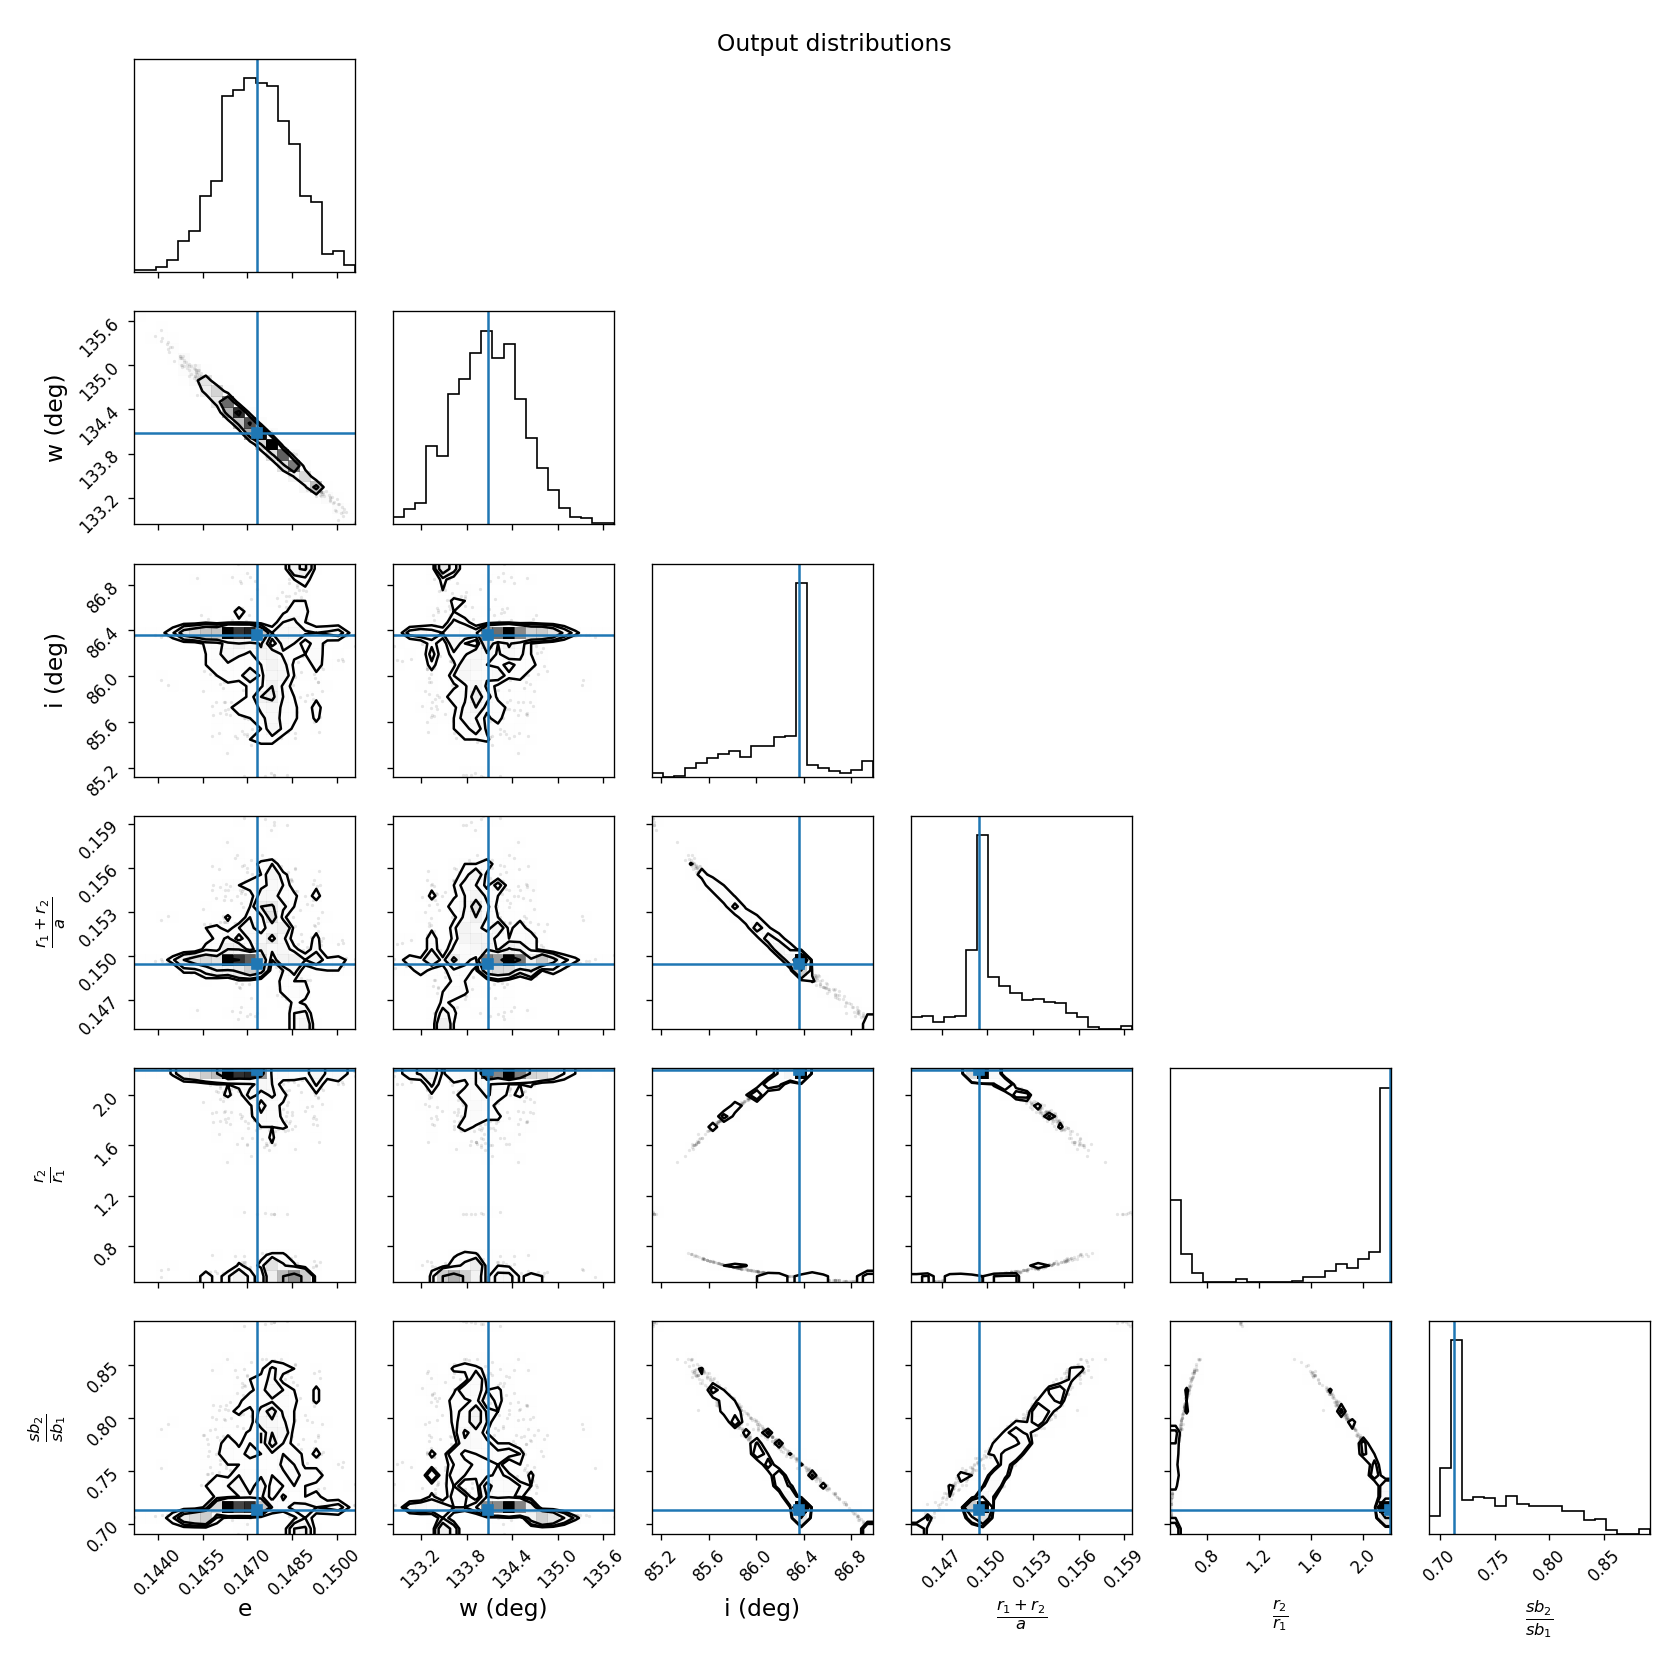 Output distributions
135.6
135.0
134.4
133.8
133.2
w (deg)
86.8
86.4
86.0
85.6
85.2
i (deg)
0.159
0.156
0.153
0.150
0.147
r₁ + r₂
a
2.0
1.6
1.2
0.8
r₂
r₁
0.85
0.80
0.75
0.70
sb₂
sb₁
0.1440 0.1455 0.1470 0.1485 0.1500
133.2 133.8 134.4 135.0 135.6
85.2 85.6 86.0 86.4 86.8
0.147 0.150 0.153 0.156 0.159
0.8 1.2 1.6 2.0
0.70 0.75 0.80 0.85
e
w (deg)
i (deg)
r₁ + r₂
a
r₂
r₁
sb₂
sb₁